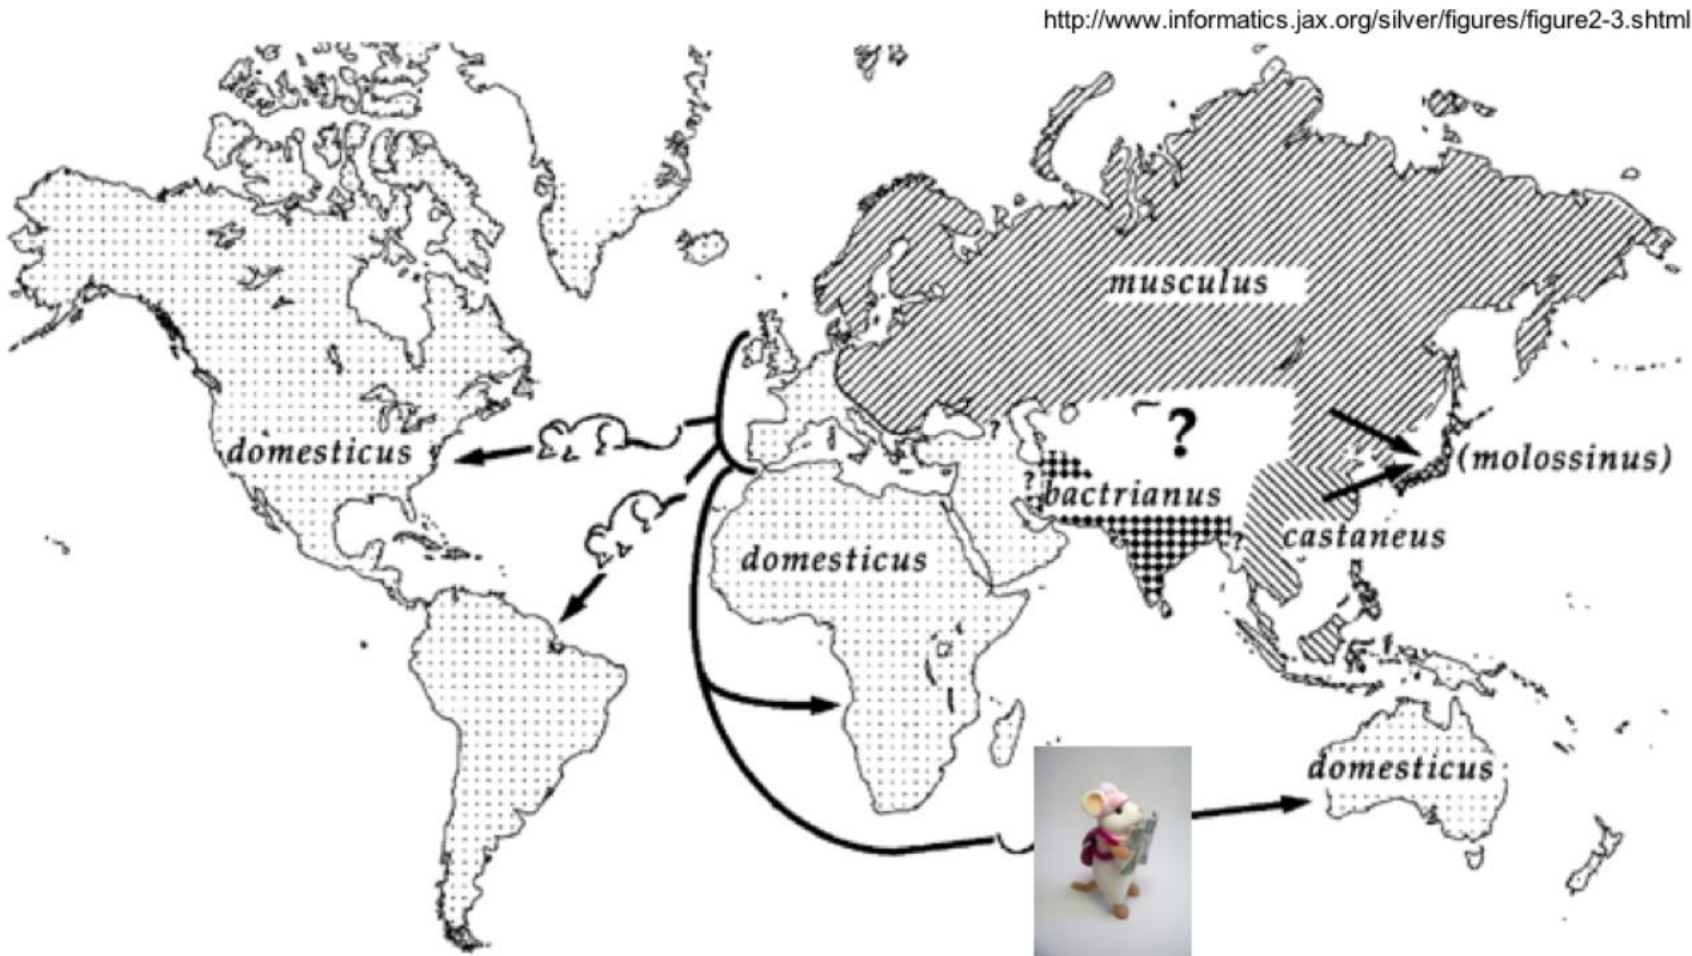 http://www.informatics.jax.org/silver/figures/figure2-3.shtml
musculus
?
domesticus
(molossinus)
?
?
bactrianus
?
castaneus
domesticus
domesticus